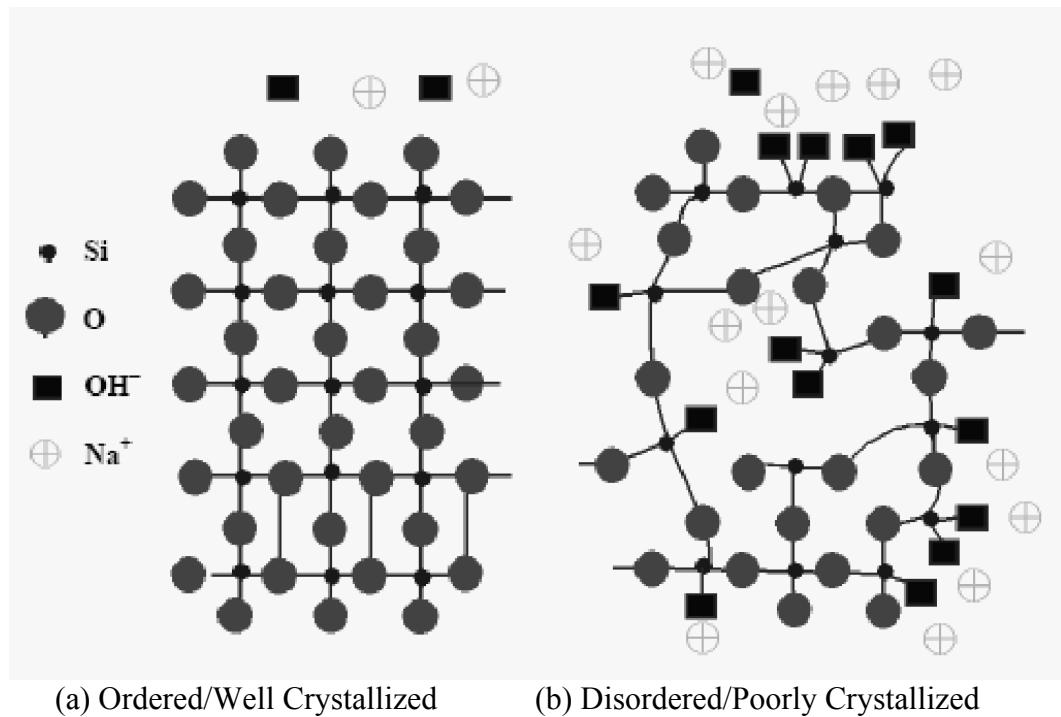 Si
O
OH⁻
Na⁺
(a) Ordered/Well Crystallized (b) Disordered/Poorly Crystallized